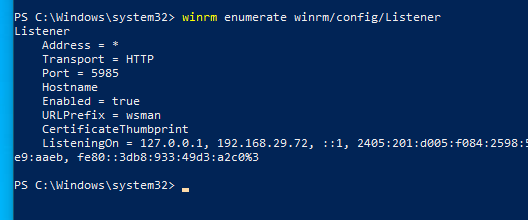 PS C:\Windows\system32> winrm enumerate winrm/config/Listener
Listener
    Address = *
    Transport = HTTP
    Port = 5985
    Hostname
    Enabled = true
    URLPrefix = wsman
    CertificateThumbprint
    ListeningOn = 127.0.0.1, 192.168.29.72, ::1, 2405:201:d005:f084:2598:5
e9:aaeb, fe80::3db8:933:49d3:a2c0%3
PS C:\Windows\system32>